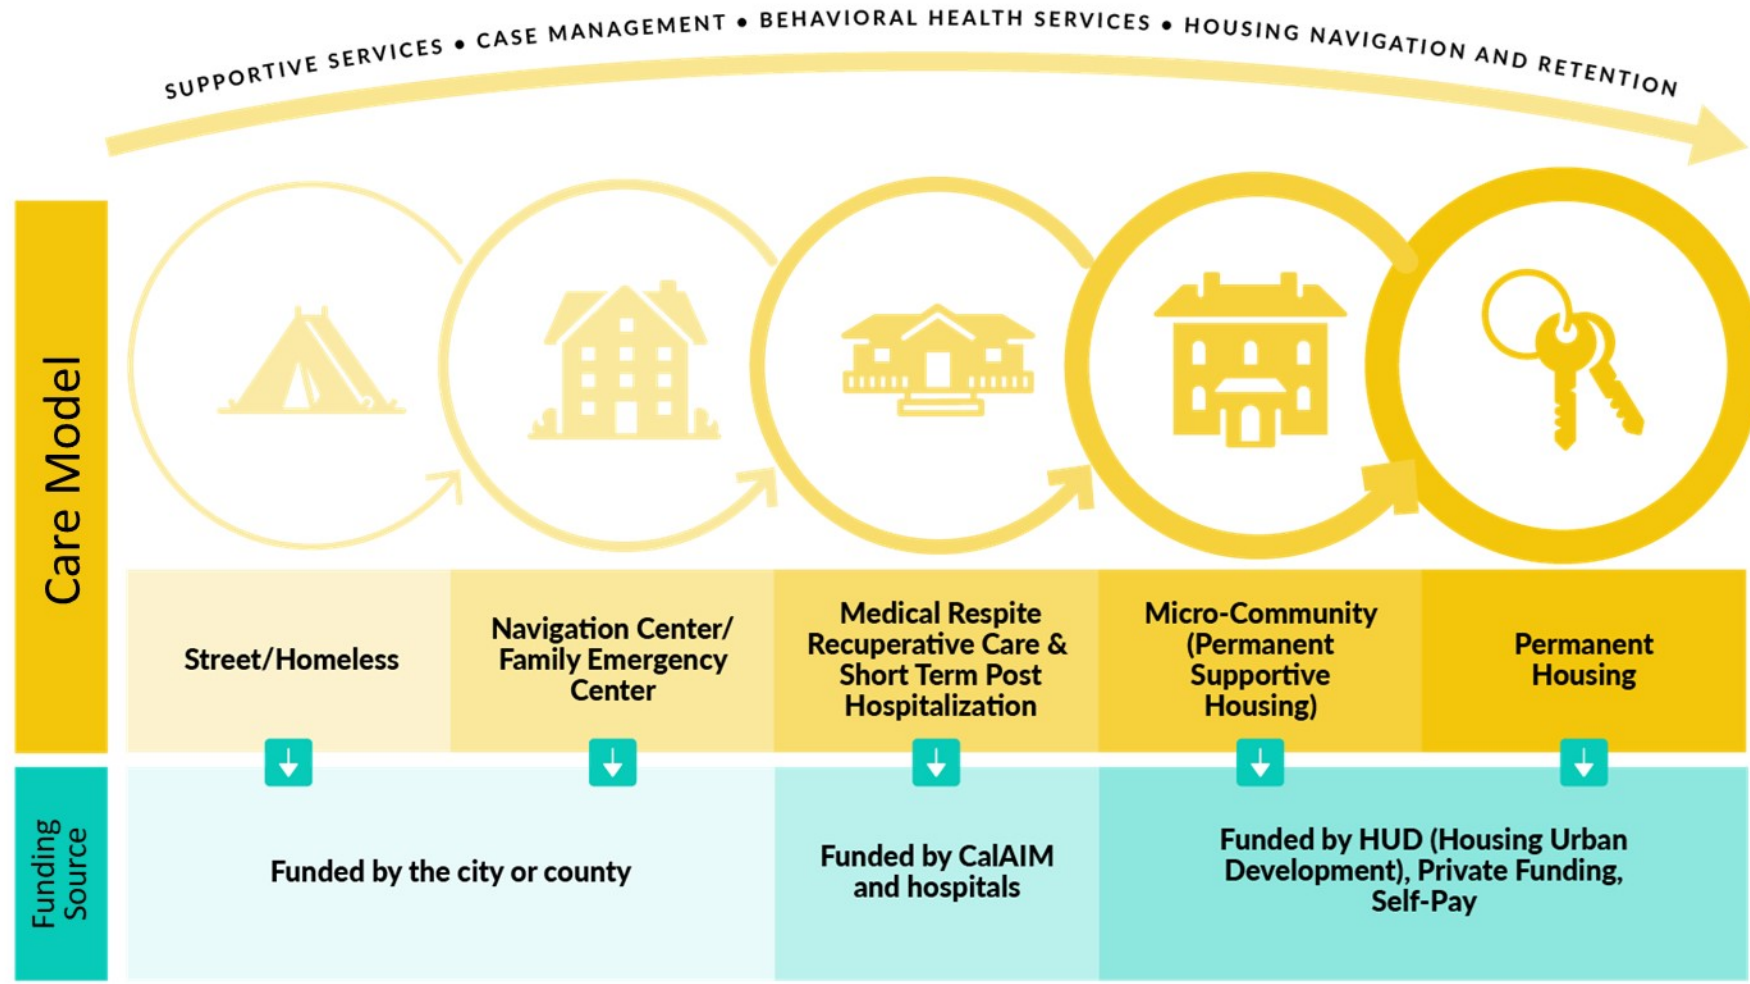 SUPPORTIVE SERVICES • CASE MANAGEMENT • BEHAVIORAL HEALTH SERVICES • HOUSING NAVIGATION AND RETENTION
Care Model
Street/Homeless
Navigation Center/
Family Emergency
Center
Medical Respite
Recuperative Care &
Short Term Post
Hospitalization
Micro-Community
(Permanent
Supportive
Housing)
Permanent
Housing
Funding
Source
Funded by the city or county
Funded by CalAIM
and hospitals
Funded by HUD (Housing Urban
Development), Private Funding,
Self-Pay